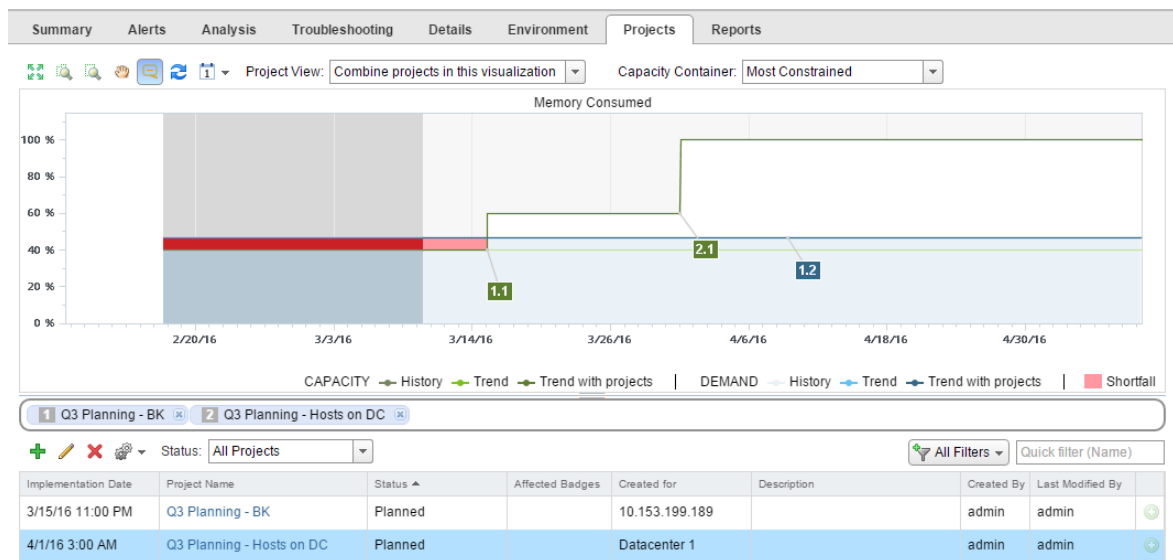 Summary Alerts Analysis Troubleshooting Details Environment Projects Reports
1 Project View: Combine projects in this visualization Capacity Container: Most Constrained
Memory Consumed
100 %
80 %
60 %
40 %
20 %
0 %
2.1
1.2
1.1
2/20/16 3/3/16 3/14/16 3/26/16 4/6/16 4/18/16 4/30/16
CAPACITY History Trend Trend with projects DEMAND History Trend Trend with projects Shortfall
1 Q3 Planning - BK 2 Q3 Planning - Hosts on DC
Status: All Projects All Filters Quick filter (Name)
Implementation Date Project Name Status Affected Badges Created for Description Created By Last Modified By
3/15/16 11:00 PM Q3 Planning - BK Planned 10.153.199.189 admin admin
4/1/16 3:00 AM Q3 Planning - Hosts on DC Planned Datacenter 1 admin admin